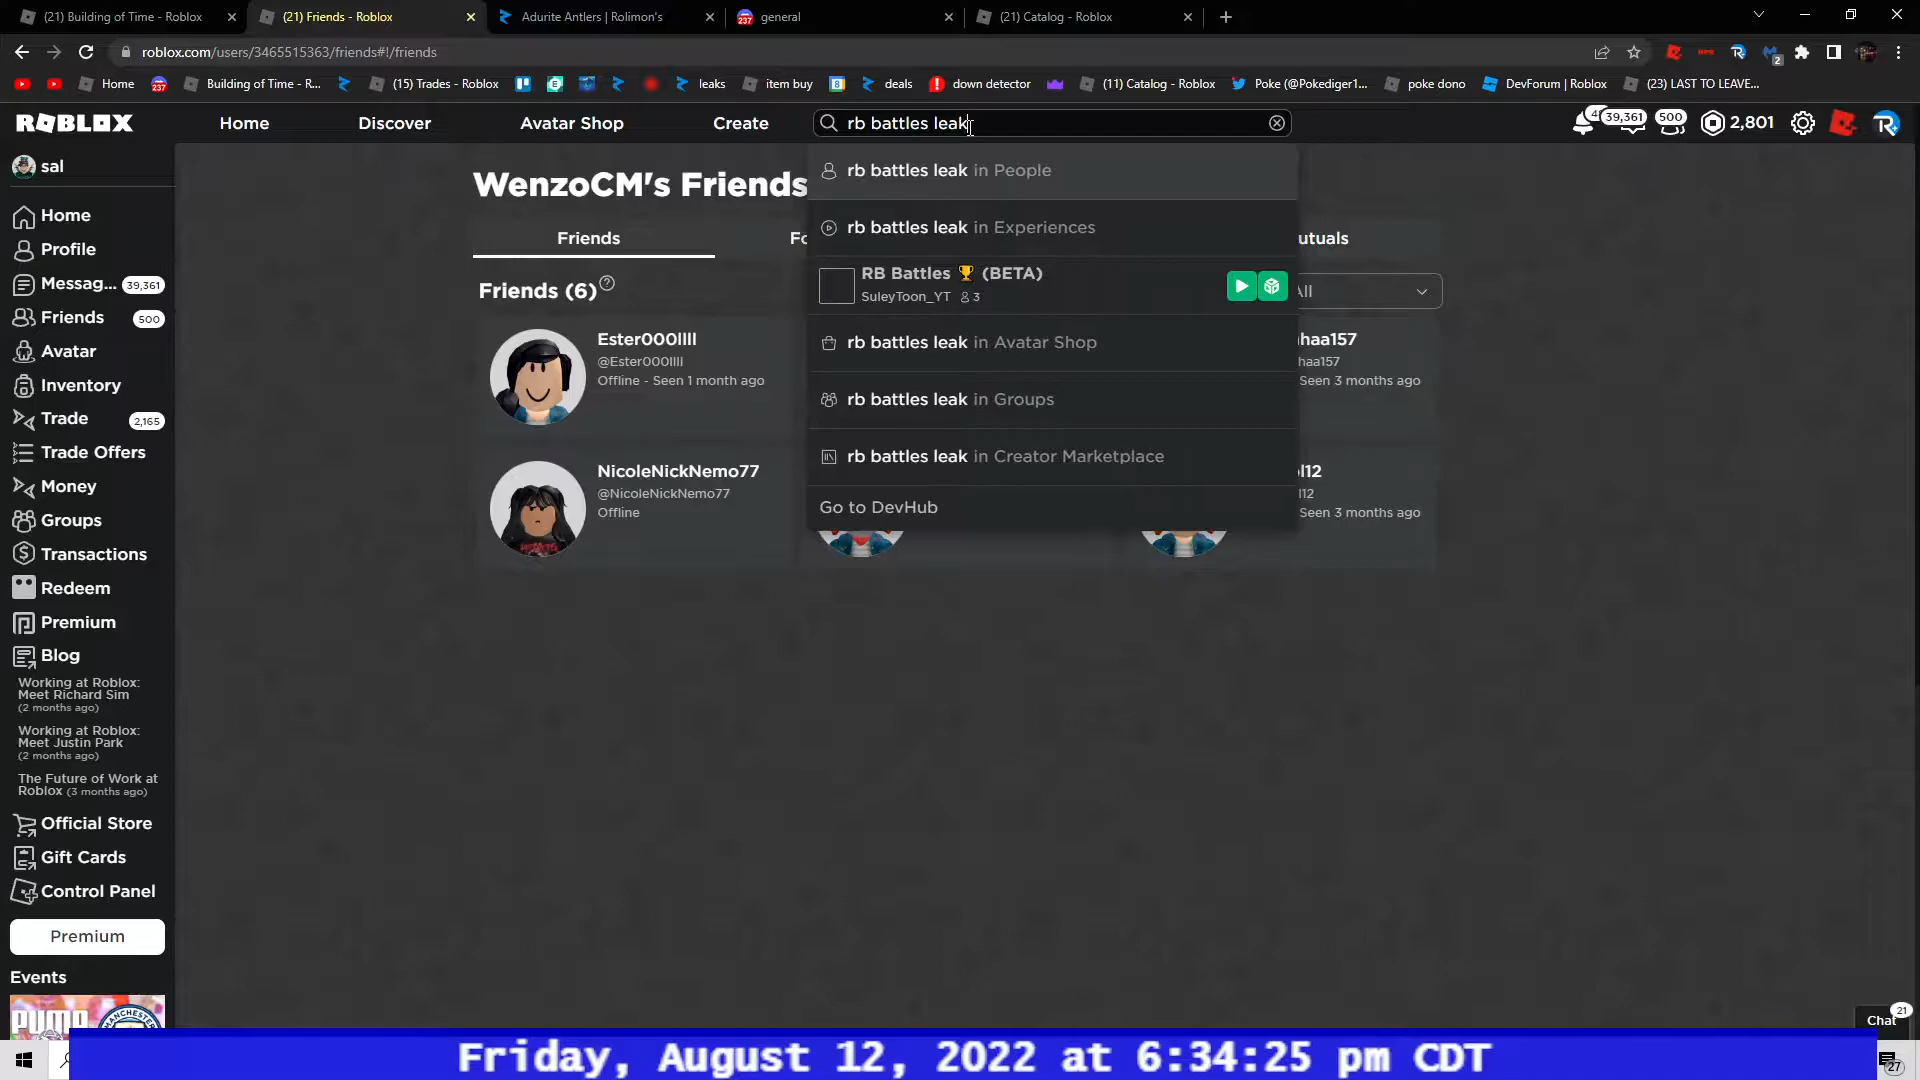 (21) Building of Time - Roblox
(21) Friends - Roblox
Adurite Antlers | Rolimon's
237
general
(21) Catalog - Roblox
roblox.com/users/3465515363/friends#!/friends
2
Home
237
Building of Time - R...
(15) Trades - Roblox
leaks
item buy
deals
down detector
(11) Catalog - Roblox
Poke (@Pokediger1...
poke dono
DevForum | Roblox
(23) LAST TO LEAVE...
ROBLOX
Home
Discover
Avatar Shop
Create
rb battles leak
39,361
500
2,801
sal
Home
Profile
Messag... 39,361
Friends 500
Avatar
Inventory
Trade 2,165
Trade Offers
Money
Groups
Transactions
Redeem
Premium
Blog
Working at Roblox:
Meet Richard Sim
(2 months ago)
Working at Roblox:
Meet Justin Park
(2 months ago)
The Future of Work at
Roblox (3 months ago)
Official Store
Gift Cards
Control Panel
Premium
Events
PUMA
MANCHESTER
WenzoCM's Friends
Friends
Fo
utuals
Friends (6)
All
rb battles leak in People
rb battles leak in Experiences
RB Battles 🏆 (BETA)
SuleyToon_YT 3
rb battles leak in Avatar Shop
rb battles leak in Groups
rb battles leak in Creator Marketplace
Go to DevHub
Ester000llll
@Ester000llll
Offline - Seen 1 month ago
haa157
haa157
Seen 3 months ago
NicoleNickNemo77
@NicoleNickNemo77
Offline
ol12
l12
Seen 3 months ago
Chat
21
Friday, August 12, 2022 at 6:34:25 pm CDT
27